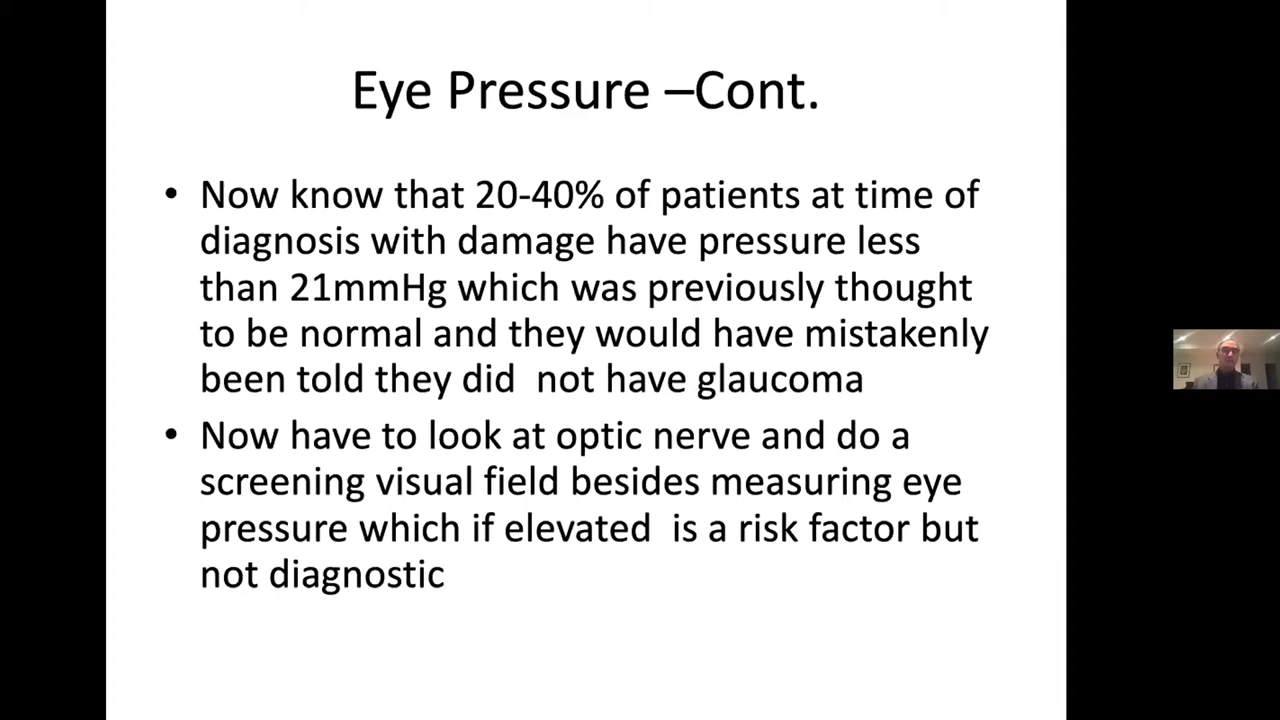 Eye Pressure –Cont.
• Now know that 20-40% of patients at time of
diagnosis with damage have pressure less
than 21mmHg which was previously thought
to be normal and they would have mistakenly
been told they did  not have glaucoma
• Now have to look at optic nerve and do a
screening visual field besides measuring eye
pressure which if elevated  is a risk factor but
not diagnostic